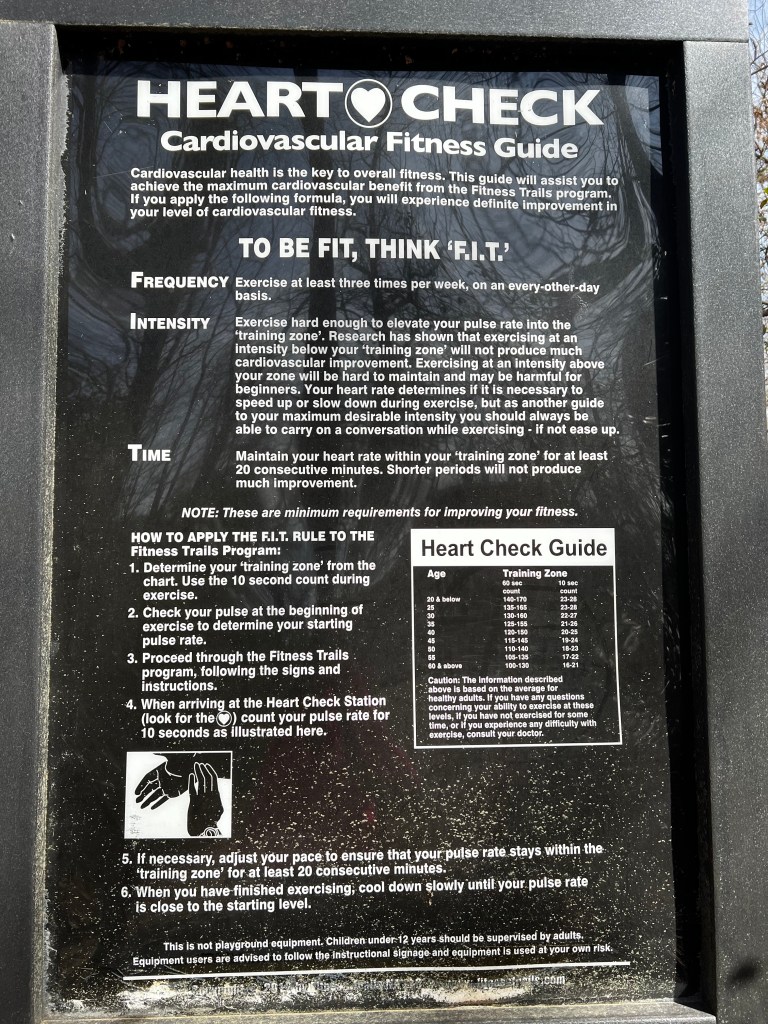 HEART CHECK
Cardiovascular Fitness Guide
Cardiovascular health is the key to overall fitness. This guide will assist you to
achieve the maximum cardiovascular benefit from the Fitness Trails program.
If you apply the following formula, you will experience definite improvement in
your level of cardiovascular fitness.
TO BE FIT, THINK 'F.I.T.'
FREQUENCY Exercise at least three times per week, on an every-other-day
basis.
INTENSITY Exercise hard enough to elevate your pulse rate into the
'training zone'. Research has shown that exercising at an
intensity below your 'training zone' will not produce much
cardiovascular improvement. Exercising at an intensity above
your zone will be hard to maintain and may be harmful for
beginners. Your heart rate determines if it is necessary to
speed up or slow down during exercise, but as another guide
to your maximum desirable intensity you should always be
able to carry on a conversation while exercising - if not ease up.
TIME Maintain your heart rate within your 'training zone' for at least
20 consecutive minutes. Shorter periods will not produce
much improvement.
NOTE: These are minimum requirements for improving your fitness.
HOW TO APPLY THE F.I.T. RULE TO THE
Fitness Trails Program:
1. Determine your 'training zone' from the
chart. Use the 10 second count during
exercise.
2. Check your pulse at the beginning of
exercise to determine your starting
pulse rate.
3. Proceed through the Fitness Trails
program, following the signs and
instructions.
4. When arriving at the Heart Check Station
(look for the ) count your pulse rate for
10 seconds as illustrated here.
Heart Check Guide
Age Training Zone
60 sec 10 sec
count count
20 & below 140-170 23-28
25 135-165 23-28
30 130-160 22-27
35 125-155 21-26
40 120-150 20-25
45 115-145 19-24
50 110-140 18-23
55 105-135 17-22
60 & above 100-130 16-21
Caution: The information described
above is based on the average for
healthy adults. If you have any questions
concerning your ability to exercise at these
levels, if you have not exercised for some
time, or if you experience any difficulty with
exercise, consult your doctor.
5. If necessary, adjust your pace to ensure that your pulse rate stays within the
'training zone' for at least 20 consecutive minutes.
6. When you have finished exercising, cool down slowly until your pulse rate
is close to the starting level.
This is not playground equipment. Children under 12 years should be supervised by adults.
Equipment users are advised to follow the instructional signage and equipment is used at your own risk.
Copyright ©